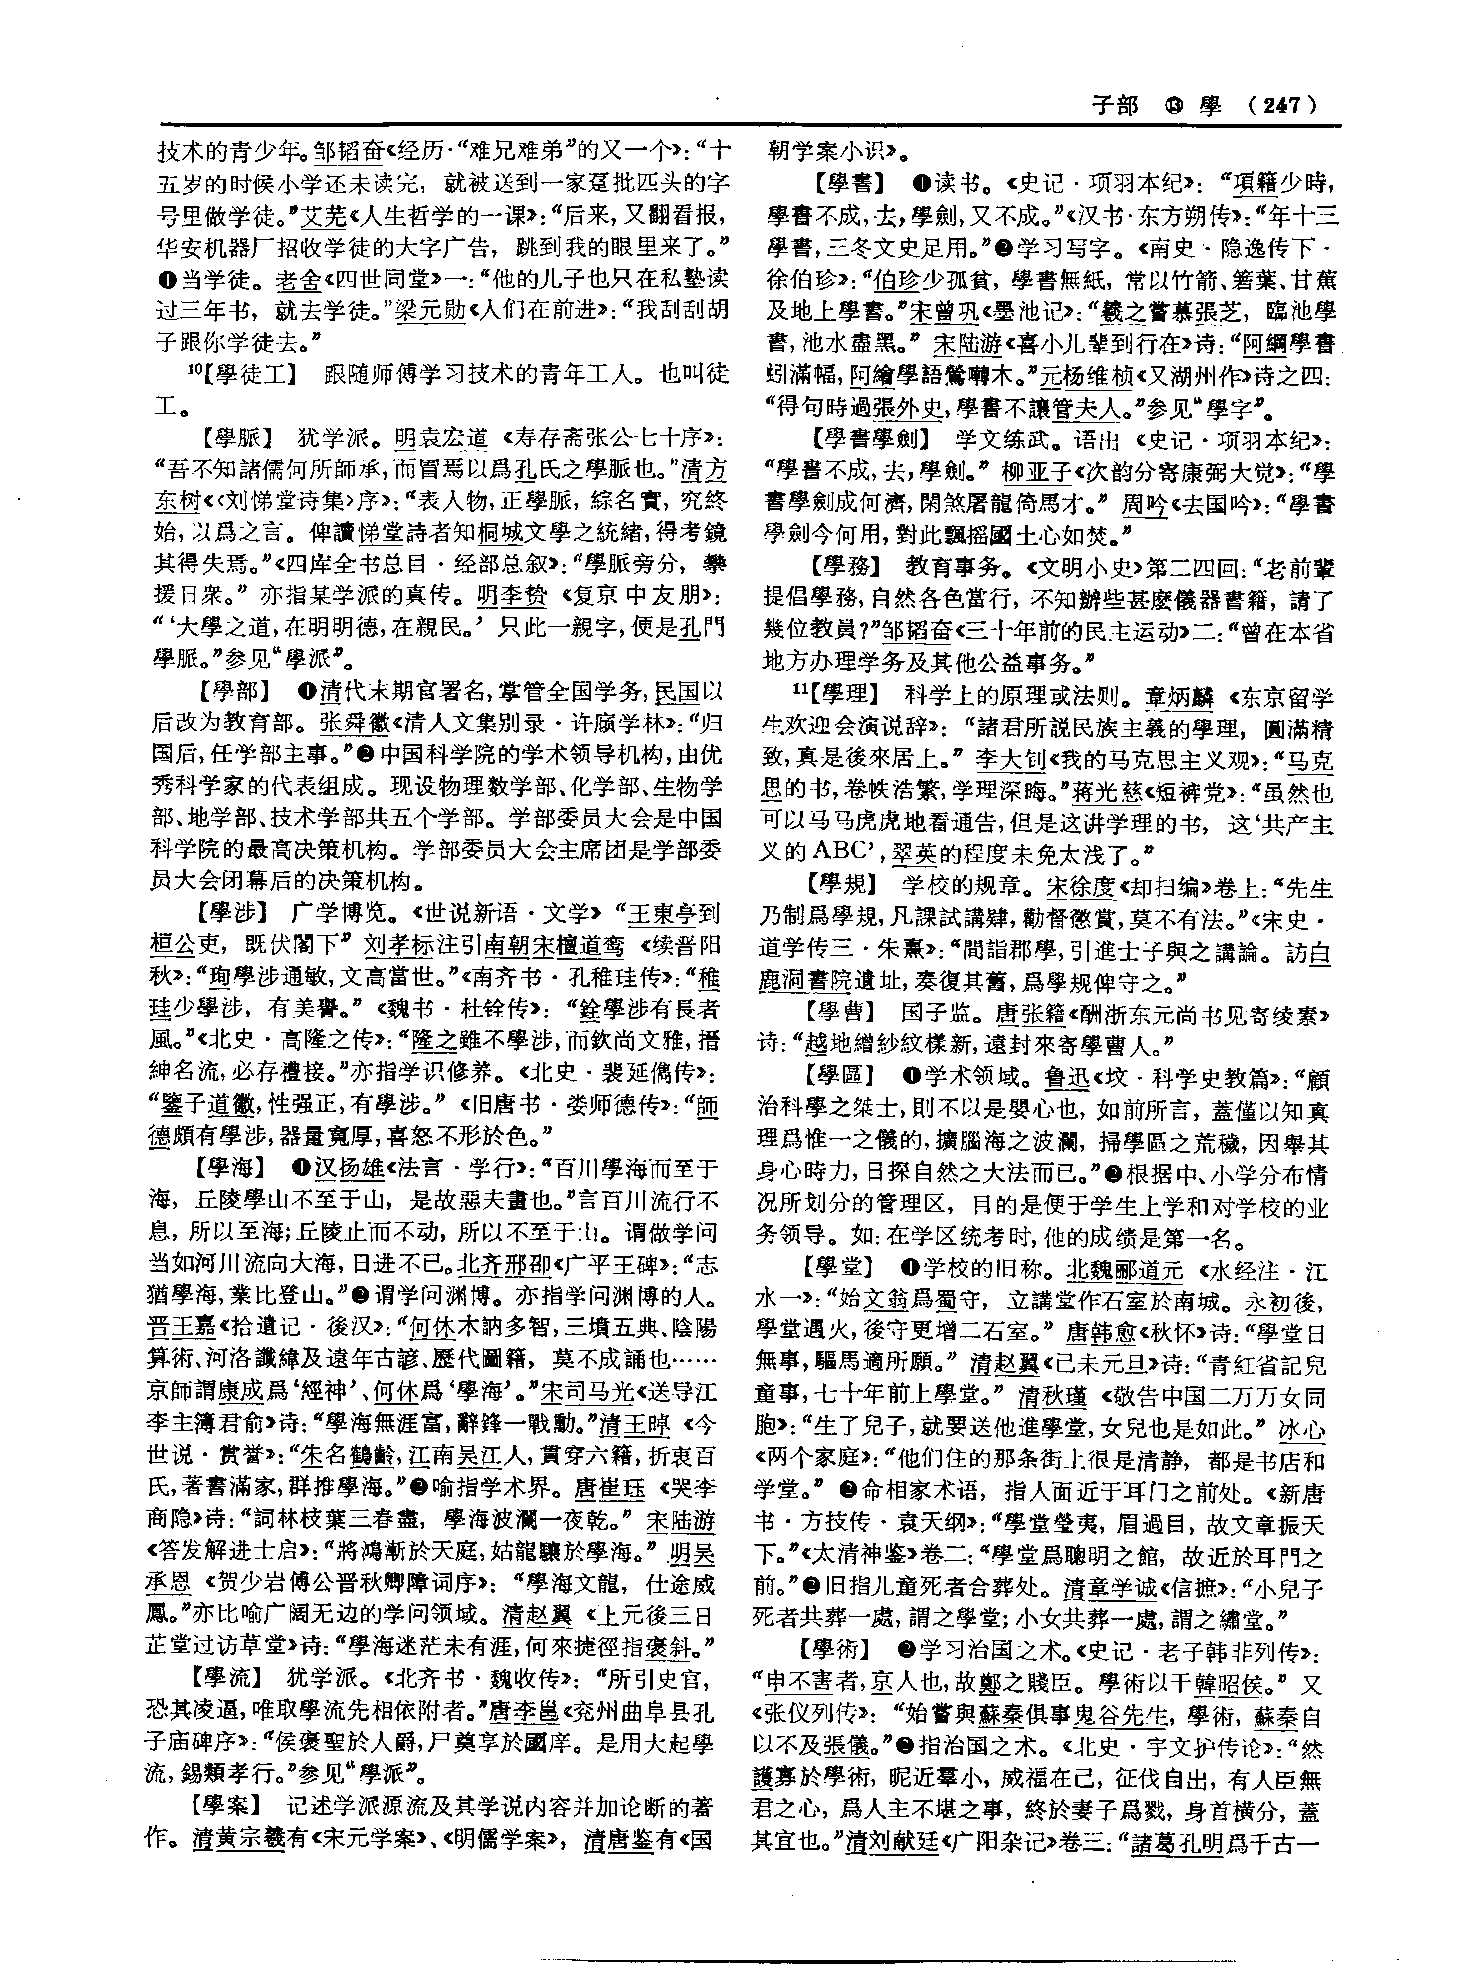 子部 ⓭ 學 （247）
技术的青少年。邹韬奋《经历·“难兄难弟”的又一个》：“十
五岁的时候小学还未读完，就被送到一家趸批匹头的字
号里做学徒。”艾芜《人生哲学的一课》：“后来，又翻看报，
华安机器厂招收学徒的大字广告，跳到我的眼里来了。”
❶当学徒。老舍《四世同堂》一：“他的儿子也只在私塾读
过三年书，就去学徒。”梁元勋《人们在前进》：“我刮刮胡
子跟你学徒去。”
¹⁰【學徒工】 跟随师傅学习技术的青年工人。也叫徒
工。
【學脈】 犹学派。明袁宏道《寿存斋张公七十序》：
“吾不知諸儒何所師承，而冒焉以爲孔氏之學脈也。”清方
东树《〈刘悌堂诗集〉序》：“表人物，正學脈，綜名實，究終
始，以爲之言。俾讀悌堂詩者知桐城文學之統緒，得考鏡
其得失焉。”《四库全书总目·经部总叙》：“學脈旁分，攀
援日衆。”亦指某学派的真传。明李贽《复京中友朋》：
“‘大學之道，在明明德，在親民。’只此一親字，便是孔門
學脈。”参见“學派”。
【學部】 ❶清代末期官署名，掌管全国学务，民国以
后改为教育部。张舜徽《清人文集别录·许庼学林》：“归
国后，任学部主事。”❷中国科学院的学术领导机构，由优
秀科学家的代表组成。现设物理数学部、化学部、生物学
部、地学部、技术学部共五个学部。学部委员大会是中国
科学院的最高决策机构。学部委员大会主席团是学部委
员大会闭幕后的决策机构。
【學涉】 广学博览。《世说新语·文学》“王東亭到
桓公吏，既伏閣下”刘孝标注引南朝宋檀道鸾《续晋阳
秋》：“珣學涉通敏，文高當世。”《南齐书·孔稚珪传》：“稚
珪少學涉，有美譽。”《魏书·杜铨传》：“銓學涉有長者
風。”《北史·高隆之传》：“隆之雖不學涉，而欽尚文雅，搢
紳名流，必存禮接。”亦指学识修养。《北史·裴延儁传》：
“鑒子道徽，性强正，有學涉。”《旧唐书·娄师德传》：“師
德頗有學涉，器量寬厚，喜怒不形於色。”
【學海】 ❶汉扬雄《法言·学行》：“百川學海而至于
海，丘陵學山不至于山，是故惡夫畫也。”言百川流行不
息，所以至海；丘陵止而不动，所以不至于山。谓做学问
当如河川流向大海，日进不已。北齐邢卲《广平王碑》：“志
猶學海，業比登山。”❷谓学问渊博。亦指学问渊博的人。
晋王嘉《拾遗记·後汉》：“何休木訥多智，三墳五典、陰陽
算術、河洛讖緯及遠年古諺、歷代圖籍，莫不成誦也……
京師謂康成爲‘經神’、何休爲‘學海’。”宋司马光《送导江
李主簿君俞》诗：“學海無涯富，辭鋒一戰勳。”清王晫《今
世说·赏誉》：“朱名鶴齡，江南吴江人，貫穿六籍，折衷百
氏，著書滿家，群推學海。”❷喻指学术界。唐崔珏《哭李
商隐》诗：“詞林枝葉三春盡，學海波瀾一夜乾。”宋陆游
《答发解进士启》：“將鴻漸於天庭，姑龍驤於學海。”明吴
承恩《贺少岩傅公晋秋卿障词序》：“學海文龍，仕途威
鳳。”亦比喻广阔无边的学问领域。清赵翼《上元後三日
芷堂过访草堂》诗：“學海迷茫未有涯，何來捷徑指褒斜。”
【學流】 犹学派。《北齐书·魏收传》：“所引史官，
恐其凌逼，唯取學流先相依附者。”唐李邕《兖州曲阜县孔
子庙碑序》：“侯褒聖於人爵，尸奠享於國庠。是用大起學
流，錫類孝行。”参见“學派”。
【學案】 记述学派源流及其学说内容并加论断的著
作。清黄宗羲有《宋元学案》、《明儒学案》，清唐鉴有《国
朝学案小识》。
【學書】 ❶读书。《史记·项羽本纪》：“項籍少時，
學書不成，去，學劍，又不成。”《汉书·东方朔传》：“年十三
學書，三冬文史足用。”❷学习写字。《南史·隐逸传下·
徐伯珍》：“伯珍少孤貧，學書無紙，常以竹箭、箬葉、甘蕉
及地上學書。”宋曾巩《墨池记》：“羲之嘗慕張芝，臨池學
書，池水盡黑。”宋陆游《喜小儿辈到行在》诗：“阿綱學書
蚓滿幅，阿繪學語鶯囀木。”元杨维桢《又湖州作》诗之四：
“得句時過張外史，學書不讓管夫人。”参见“學字”。
【學書學劍】 学文练武。语出《史记·项羽本纪》：
“學書不成，去，學劍。”柳亚子《次韵分寄康弼大觉》：“學
書學劍成何濟，閑煞屠龍倚馬才。”周吟《去国吟》：“學書
學劍今何用，對此飄摇國土心如焚。”
【學務】 教育事务。《文明小史》第二四回：“老前輩
提倡學務，自然各色當行，不知辦些甚麽儀器書籍，請了
幾位教員？”邹韬奋《三十年前的民主运动》二：“曾在本省
地方办理学务及其他公益事务。”
¹¹【學理】 科学上的原理或法则。章炳麟《东京留学
生欢迎会演说辞》：“諸君所説民族主義的學理，圓滿精
致，真是後來居上。”李大钊《我的马克思主义观》：“马克
思的书，卷帙浩繁，学理深晦。”蒋光慈《短裤党》：“虽然也
可以马马虎虎地看通告，但是这讲学理的书，这‘共产主
义的ABC’，翠英的程度未免太浅了。”
【學規】 学校的规章。宋徐度《却扫编》卷上：“先生
乃制爲學規，凡課試講肄，勸督懲賞，莫不有法。”《宋史·
道学传三·朱熹》：“間詣郡學，引進士子與之講論。訪白
鹿洞書院遺址，奏復其舊，爲學規俾守之。”
【學曹】 国子监。唐张籍《酬浙东元尚书见寄绫素》
诗：“越地繒紗紋樣新，遠封來寄學曹人。”
【學區】 ❶学术领域。鲁迅《坟·科学史教篇》：“顧
治科學之桀士，則不以是嬰心也，如前所言，蓋僅以知真
理爲惟一之儀的，擴腦海之波瀾，掃學區之荒穢，因舉其
身心時力，日探自然之大法而已。”❷根据中、小学分布情
况所划分的管理区，目的是便于学生上学和对学校的业
务领导。如：在学区统考时，他的成绩是第一名。
【學堂】 ❶学校的旧称。北魏郦道元《水经注·江
水一》：“始文翁爲蜀守，立講堂作石室於南城。永初後，
學堂遇火，後守更增二石室。”唐韩愈《秋怀》诗：“學堂日
無事，驅馬適所願。”清赵翼《己未元旦》诗：“青紅省記兒
童事，七十年前上學堂。”清秋瑾《敬告中国二万万女同
胞》：“生了兒子，就要送他進學堂，女兒也是如此。”冰心
《两个家庭》：“他们住的那条街上很是清静，都是书店和
学堂。”❷命相家术语，指人面近于耳门之前处。《新唐
书·方技传·袁天纲》：“學堂瑩夷，眉過目，故文章振天
下。”《太清神鉴》卷二：“學堂爲聰明之館，故近於耳門之
前。”❷旧指儿童死者合葬处。清章学诚《信摭》：“小兒子
死者共葬一處，謂之學堂；小女共葬一處，謂之繡堂。”
【學術】 ❷学习治国之术。《史记·老子韩非列传》：
“申不害者，京人也，故鄭之賤臣。學術以干韓昭侯。”又
《张仪列传》：“始嘗與蘇秦俱事鬼谷先生，學術，蘇秦自
以不及張儀。”❷指治国之术。《北史·宇文护传论》：“然
護寡於學術，昵近羣小，威福在己，征伐自出，有人臣無
君之心，爲人主不堪之事，終於妻子爲戮，身首横分，蓋
其宜也。”清刘献廷《广阳杂记》卷三：“諸葛孔明爲千古一